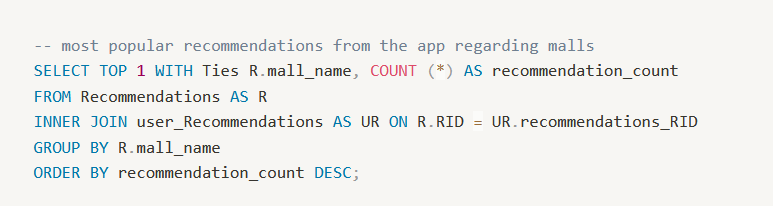 -- most popular recommendations from the app regarding malls
SELECT TOP 1 WITH Ties R.mall_name, COUNT (*) AS recommendation_count
FROM Recommendations AS R
INNER JOIN user_Recommendations AS UR ON R.RID = UR.recommendations_RID
GROUP BY R.mall_name
ORDER BY recommendation_count DESC;